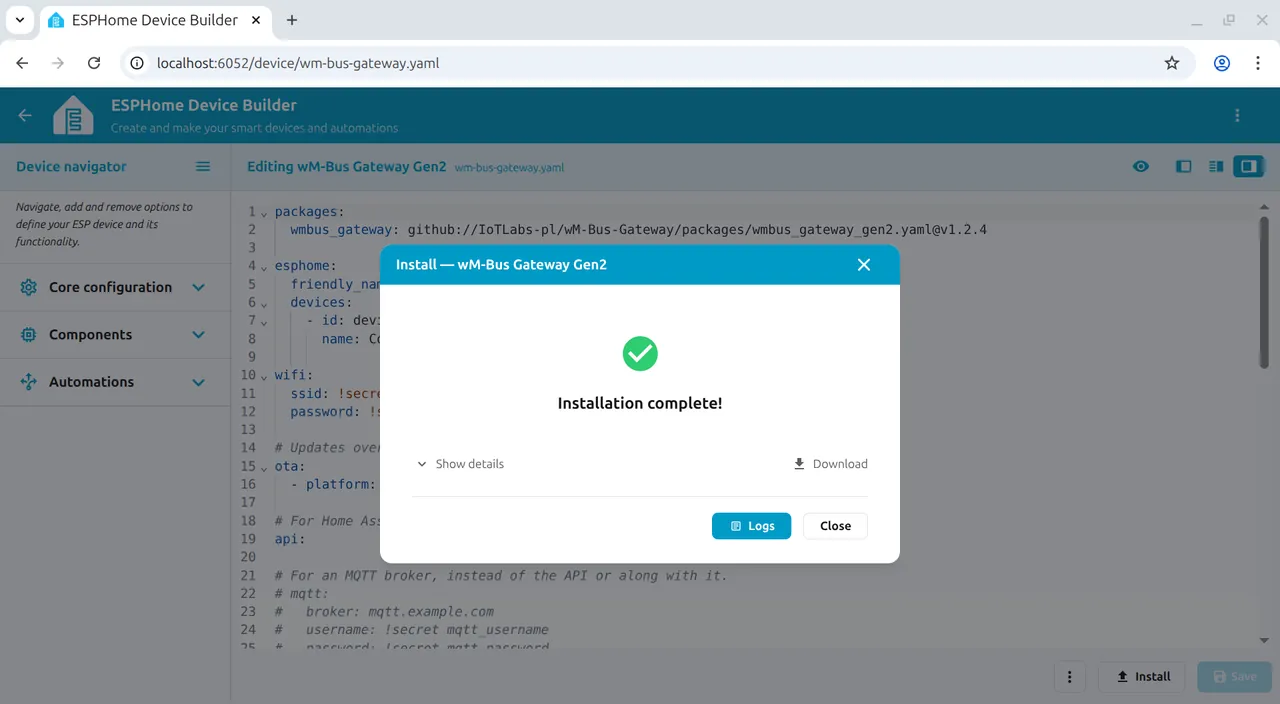 ESPHome Device Builder
localhost:6052/device/wm-bus-gateway.yaml
ESPHome Device Builder
Create and make your smart devices and automations
Device navigator
Editing wM-Bus Gateway Gen2 wm-bus-gateway.yaml
Navigate, add and remove options to
define your ESP device and its
functionality.
Core configuration
Components
Automations
1 packages:
2 wmbus_gateway: github://IoTLabs-pl/wM-Bus-Gateway/packages/wmbus_gateway_gen2.yaml@v1.2.4
3
4 esphome:
5 friendly_na
6 devices:
7 - id: devi
8 name: Co
9
10 wifi:
11 ssid: !secre
12 password: !s
13
14 # Updates over
15 ota:
16 - platform:
17
18 # For Home Ass
19 api:
20
21 # For an MQTT broker, instead of the API or along with it.
22 # mqtt:
23 # broker: mqtt.example.com
24 # username: !secret mqtt_username
25 # password: !secret mqtt_password
Install — wM-Bus Gateway Gen2
Installation complete!
Show details
Download
Logs
Close
Install
Save